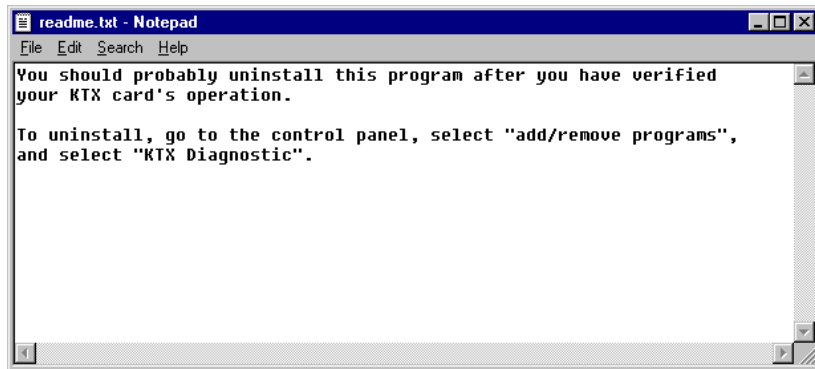 readme.txt - Notepad
File Edit Search Help
You should probably uninstall this program after you have verified
your KTX card's operation.
To uninstall, go to the control panel, select "add/remove programs",
and select "KTX Diagnostic".